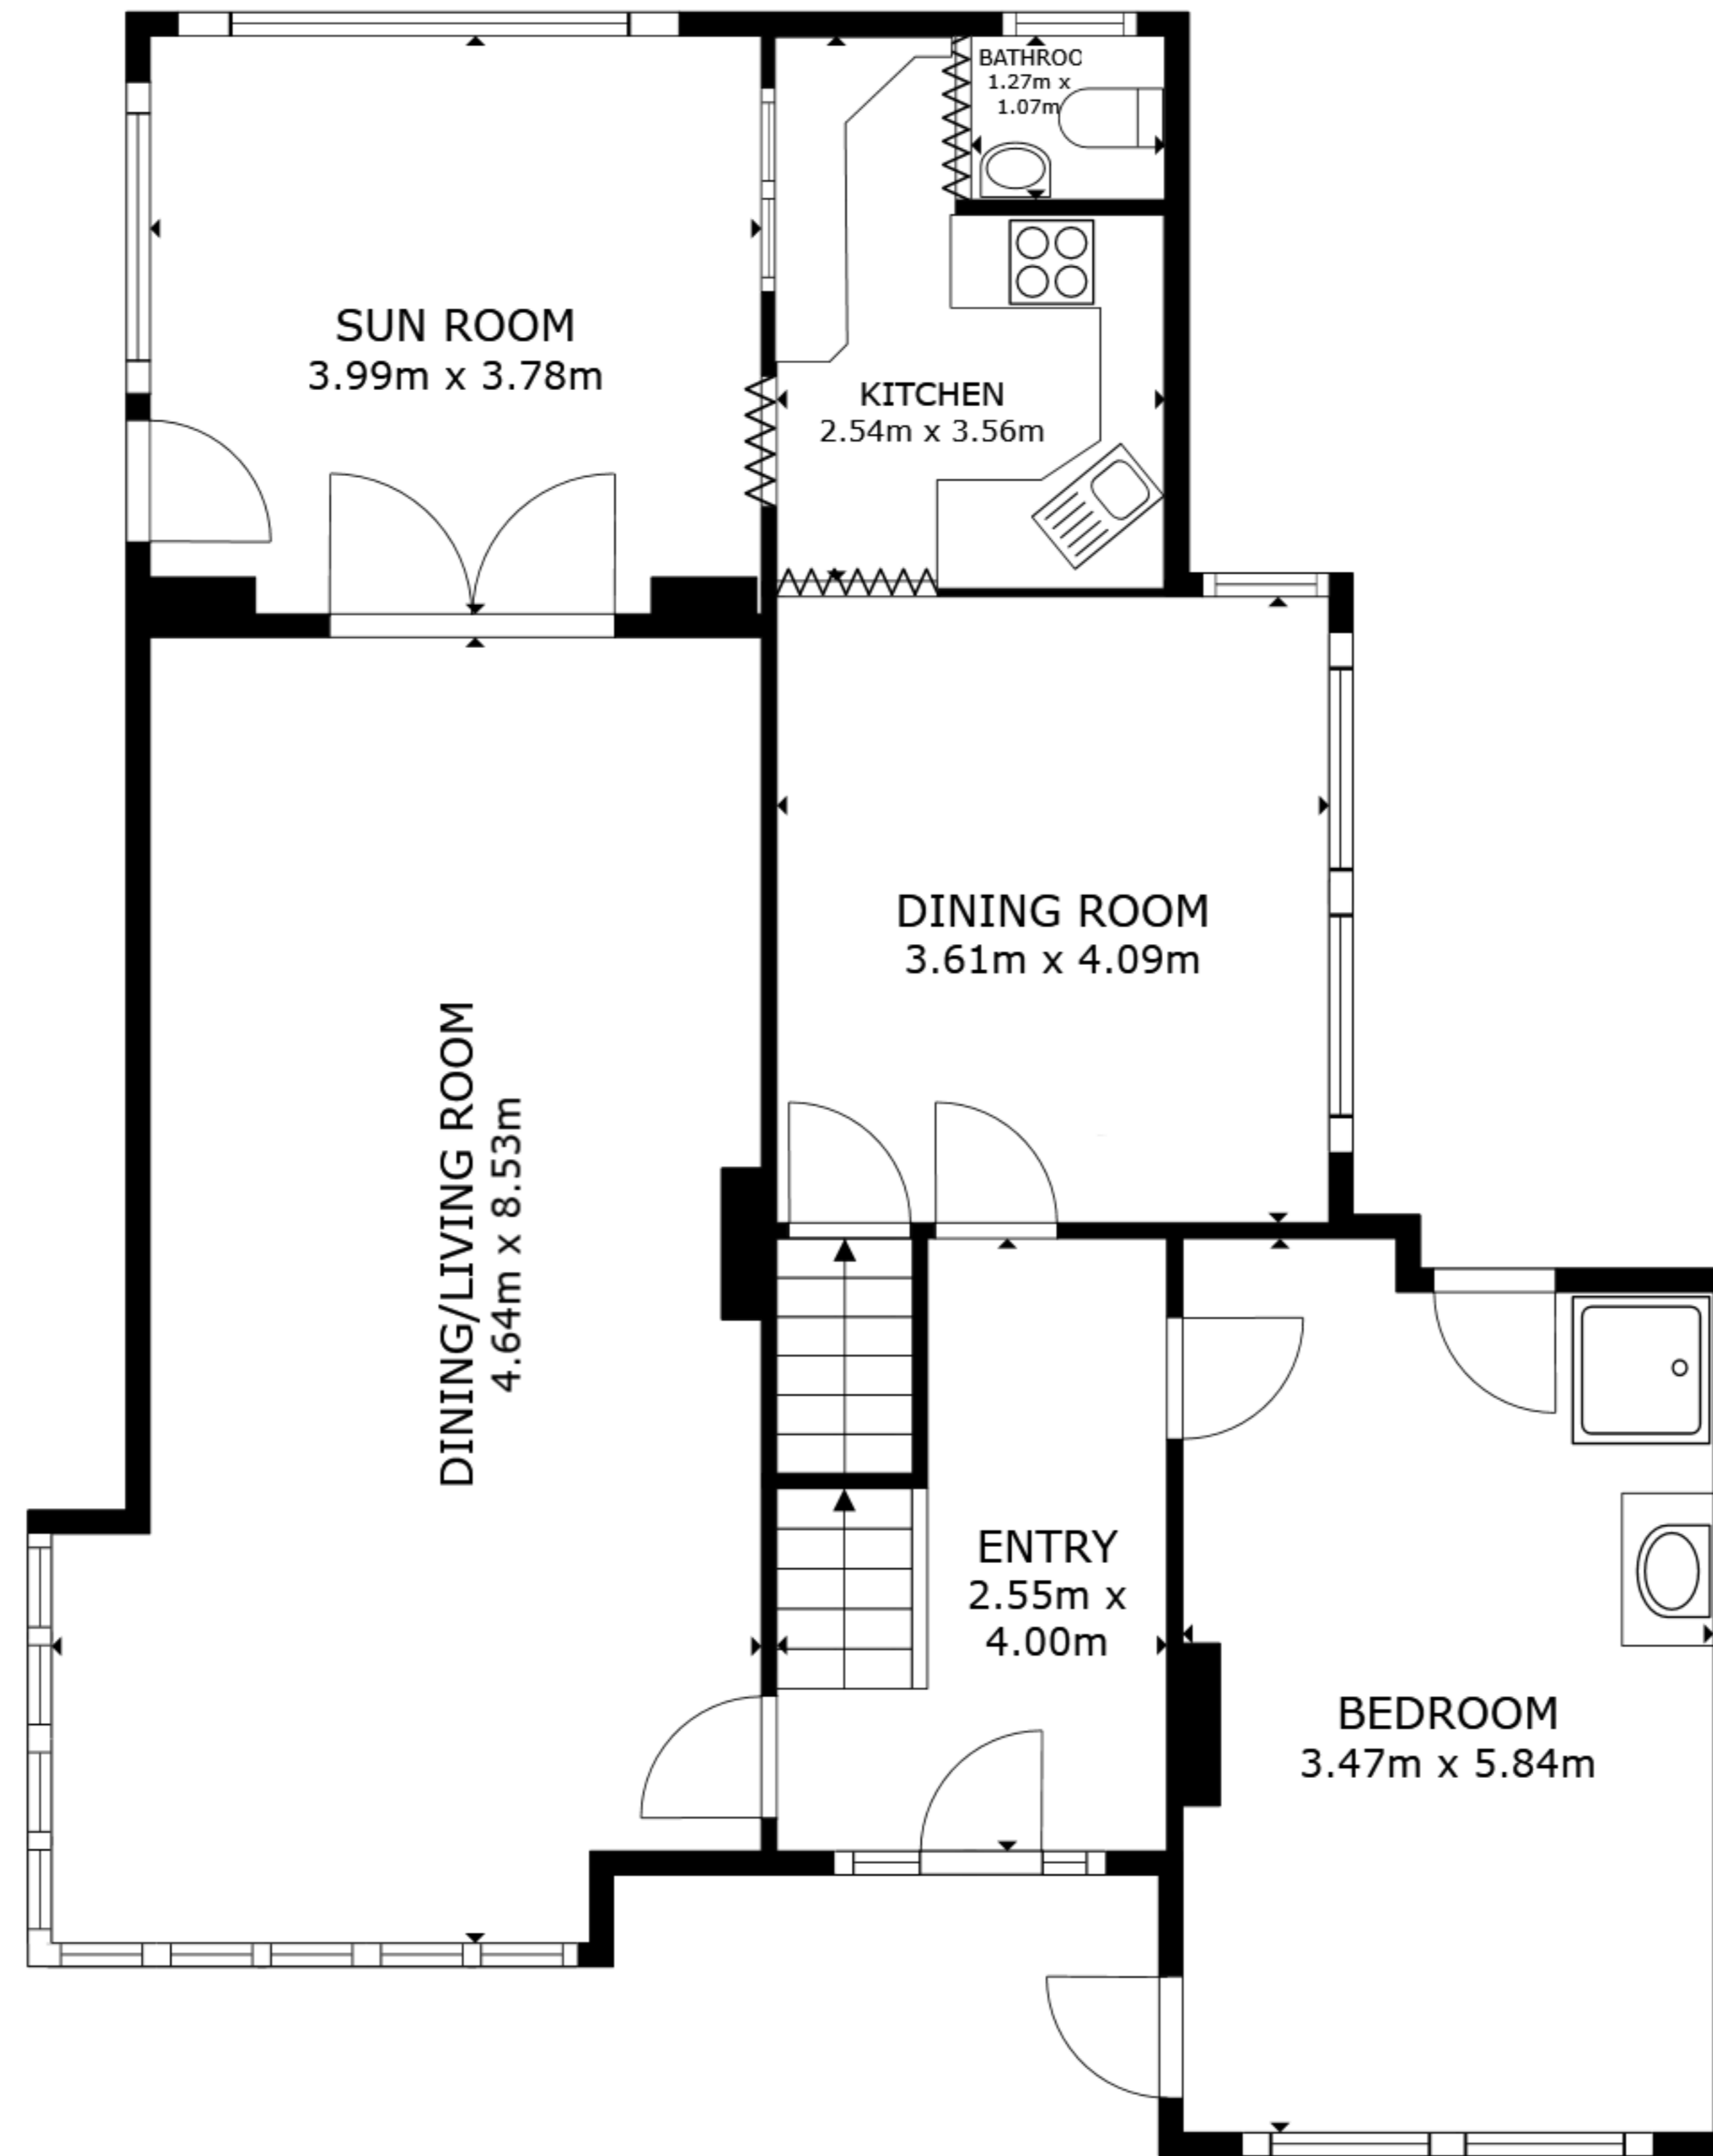 BATHROO
1.27m x
1.07m
SUN ROOM
3.99m x 3.78m
KITCHEN
2.54m x 3.56m
DINING ROOM
3.61m x 4.09m
DINING/LIVING ROOM
4.64m x 8.53m
ENTRY
2.55m x
4.00m
BEDROOM
3.47m x 5.84m